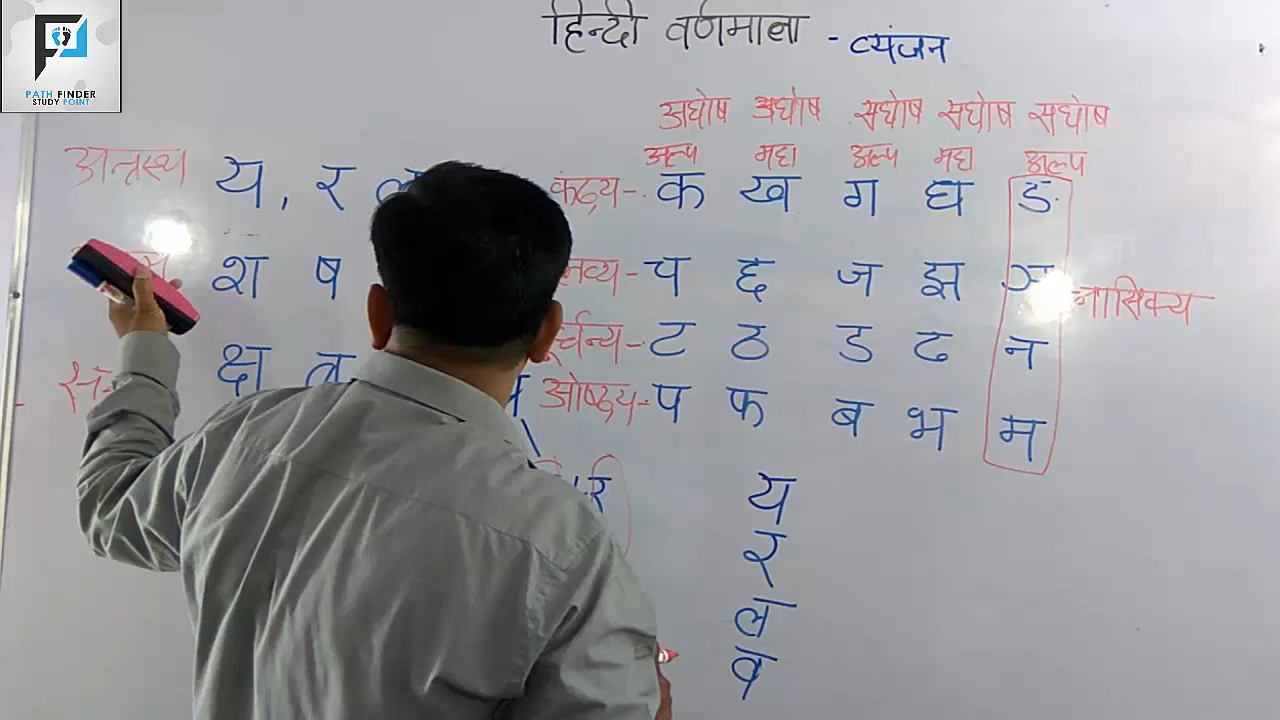 PATH FINDER
STUDY POINT
हिन्दी वर्णमाला - व्यंजन
अघोष अघोष सघोष सघोष सघोष
अल्प महा अल्प महा अल्प
अन्तस्थ य, र ल
कंठ्य- क ख ग घ ङ
श ष
च छ ज झ ञ
नासिक्य
क्ष त्र
ट ठ ड ढ न
ओष्ठ्य- प फ ब भ म
य
र
ल
व